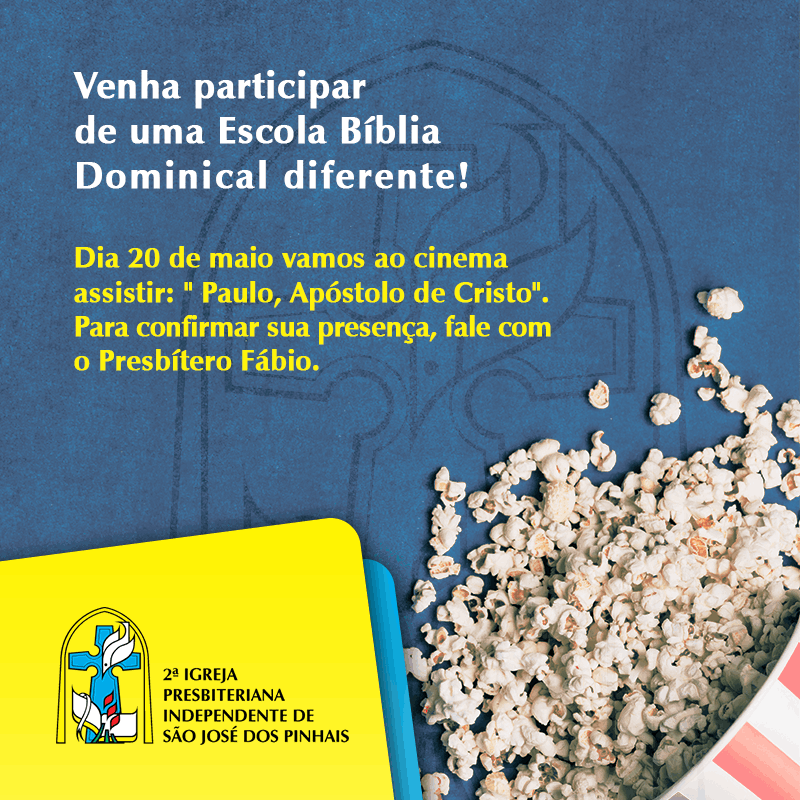 Venha participar
de uma Escola Bíblia
Dominical diferente!
Dia 20 de maio vamos ao cinema
assistir: " Paulo, Apóstolo de Cristo".
Para confirmar sua presença, fale com
o Presbítero Fábio.
2ª IGREJA
PRESBITERIANA
INDEPENDENTE DE
SÃO JOSÉ DOS PINHAIS